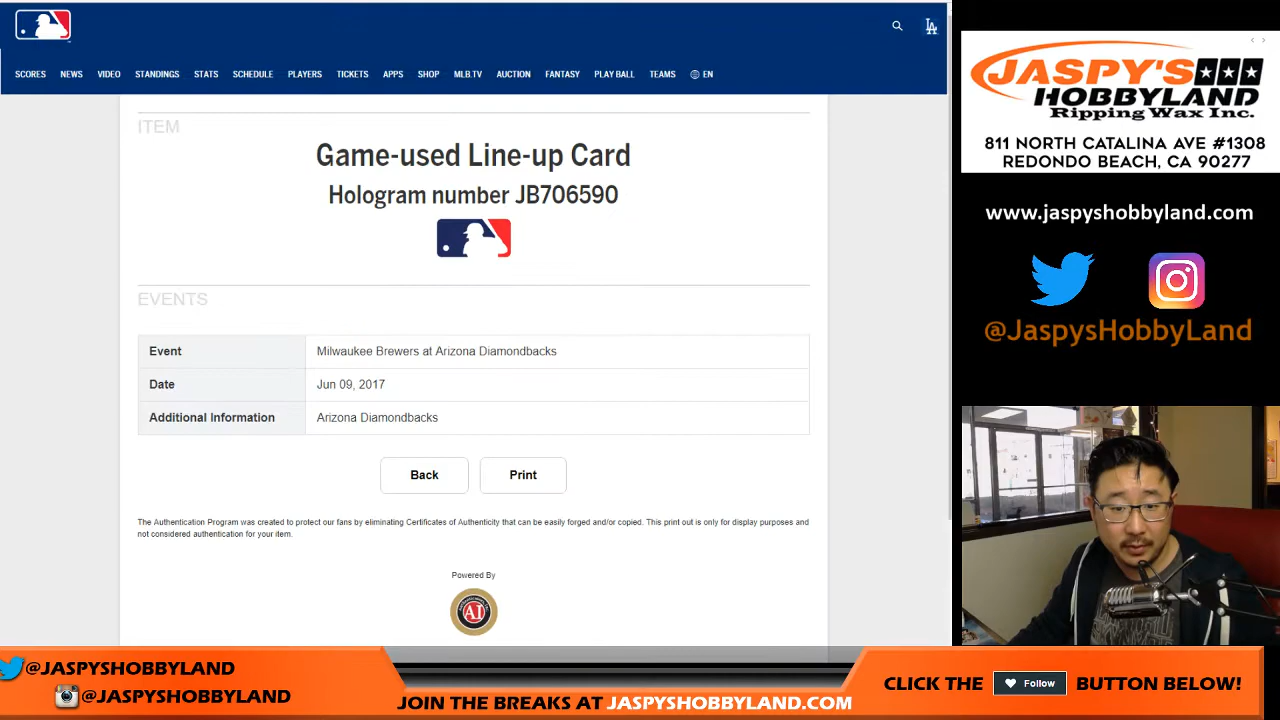 SCORES NEWS VIDEO STANDINGS STATS SCHEDULE PLAYERS TICKETS APPS SHOP MLB.TV AUCTION FANTASY PLAY BALL TEAMS EN
LA
ITEM
Game-used Line-up Card
Hologram number JB706590
EVENTS
Event Milwaukee Brewers at Arizona Diamondbacks
Date Jun 09, 2017
Additional Information Arizona Diamondbacks
Back Print
The Authentication Program was created to protect our fans by eliminating Certificates of Authenticity that can be easily forged and/or copied. This print out is only for display purposes and
not considered authentication for your item.
Powered By
AI
JASPY'S
HOBBYLAND
Ripping Wax Inc.
811 NORTH CATALINA AVE #1308
REDONDO BEACH, CA 90277
www.jaspyshobbyland.com
@JaspysHobbyLand
@JASPYSHOBBYLAND
@JASPYSHOBBYLAND
JOIN THE BREAKS AT JASPYSHOBBYLAND.COM
CLICK THE Follow BUTTON BELOW!